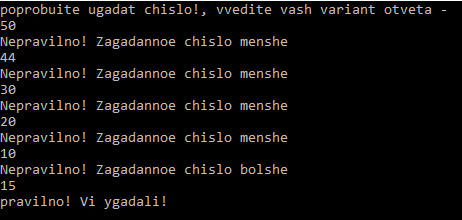 poprobuite ugadat chislo!, vvedite vash variant otveta -
50
Nepravilno! Zagadannoe chislo menshe
44
Nepravilno! Zagadannoe chislo menshe
30
Nepravilno! Zagadannoe chislo menshe
20
Nepravilno! Zagadannoe chislo menshe
10
Nepravilno! Zagadannoe chislo bolshe
15
pravilno! Vi ygadali!